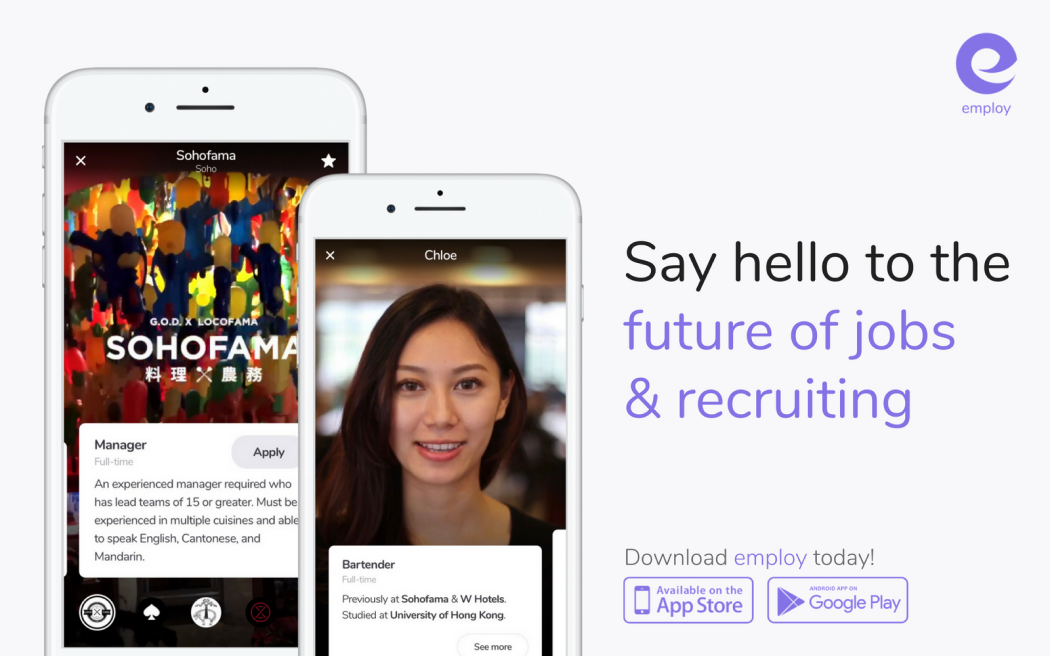 employ
Sohofama
Soho
G.O.D. X LOCOFAMA
SOHOFAMA
料理 農務
Manager
Full-time
Apply
An experienced manager required who
has lead teams of 15 or greater. Must be
experienced in multiple cuisines and able
to speak English, Cantonese, and
Mandarin.
Chloe
Bartender
Full-time
Previously at Sohofama & W Hotels.
Studied at University of Hong Kong.
See more
Say hello to the
future of jobs
& recruiting
Download employ today!
Available on the
App Store
ANDROID APP ON
Google Play